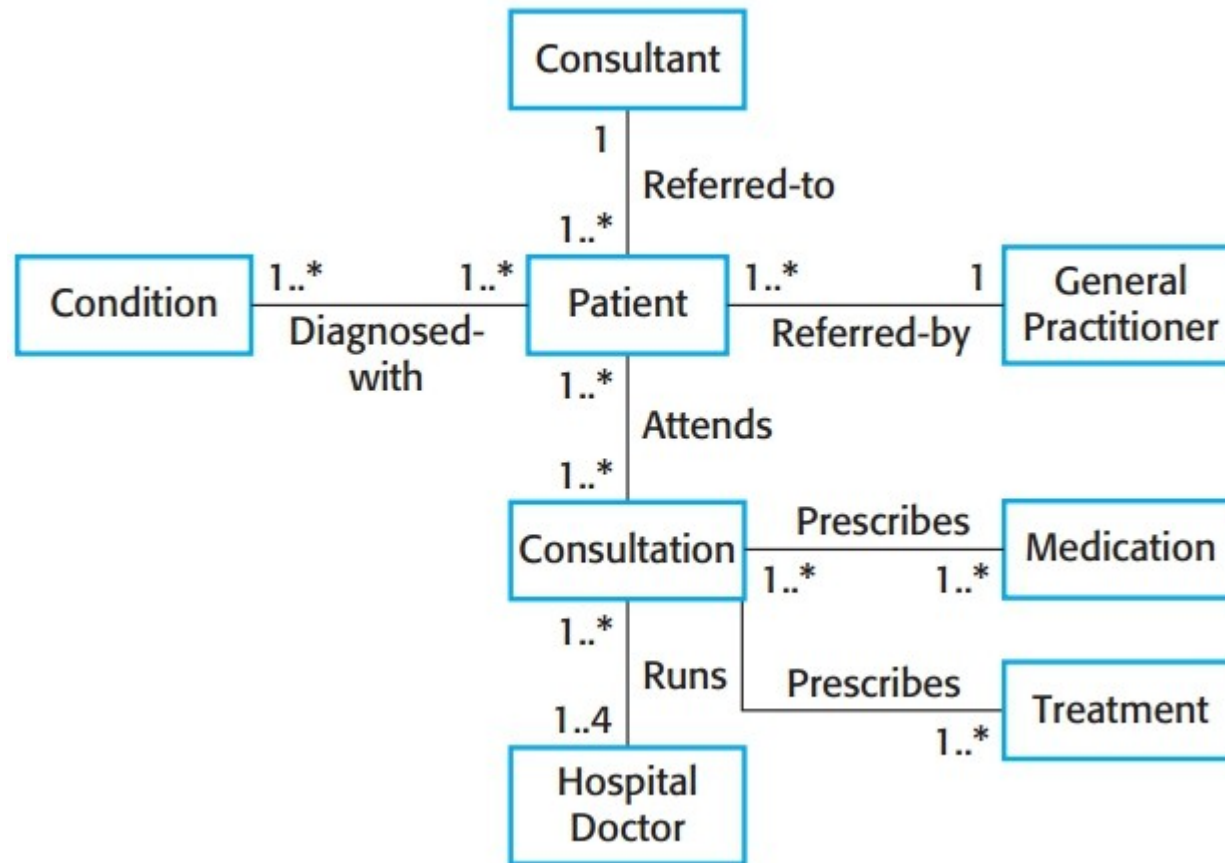 Consultant
1
Referred-to
1..*
Condition
1..*
Diagnosed-
with
1..*
Patient
1..*
Referred-by
1
General
Practitioner
1..*
Attends
1..*
Consultation
Prescribes
1..*
1..*
Medication
1..*
Runs
1..4
Prescribes
1..*
Treatment
Hospital
Doctor